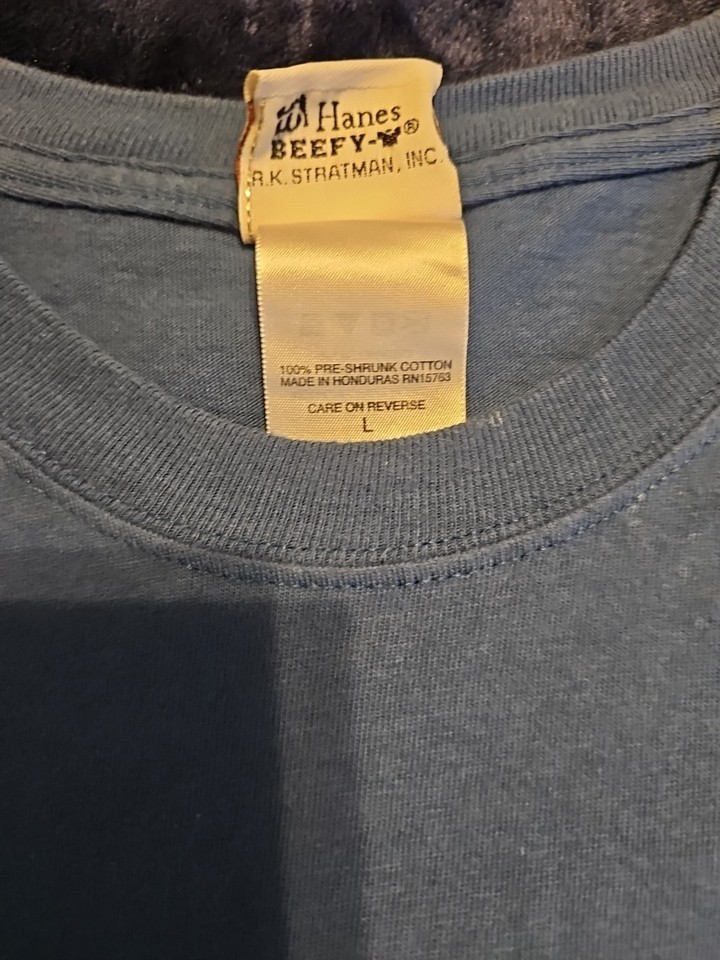 Hanes
BEEFY-T®
R.K. STRATMAN, INC.
100% PRE-SHRUNK COTTON
MADE IN HONDURAS RN15763
CARE ON REVERSE
L